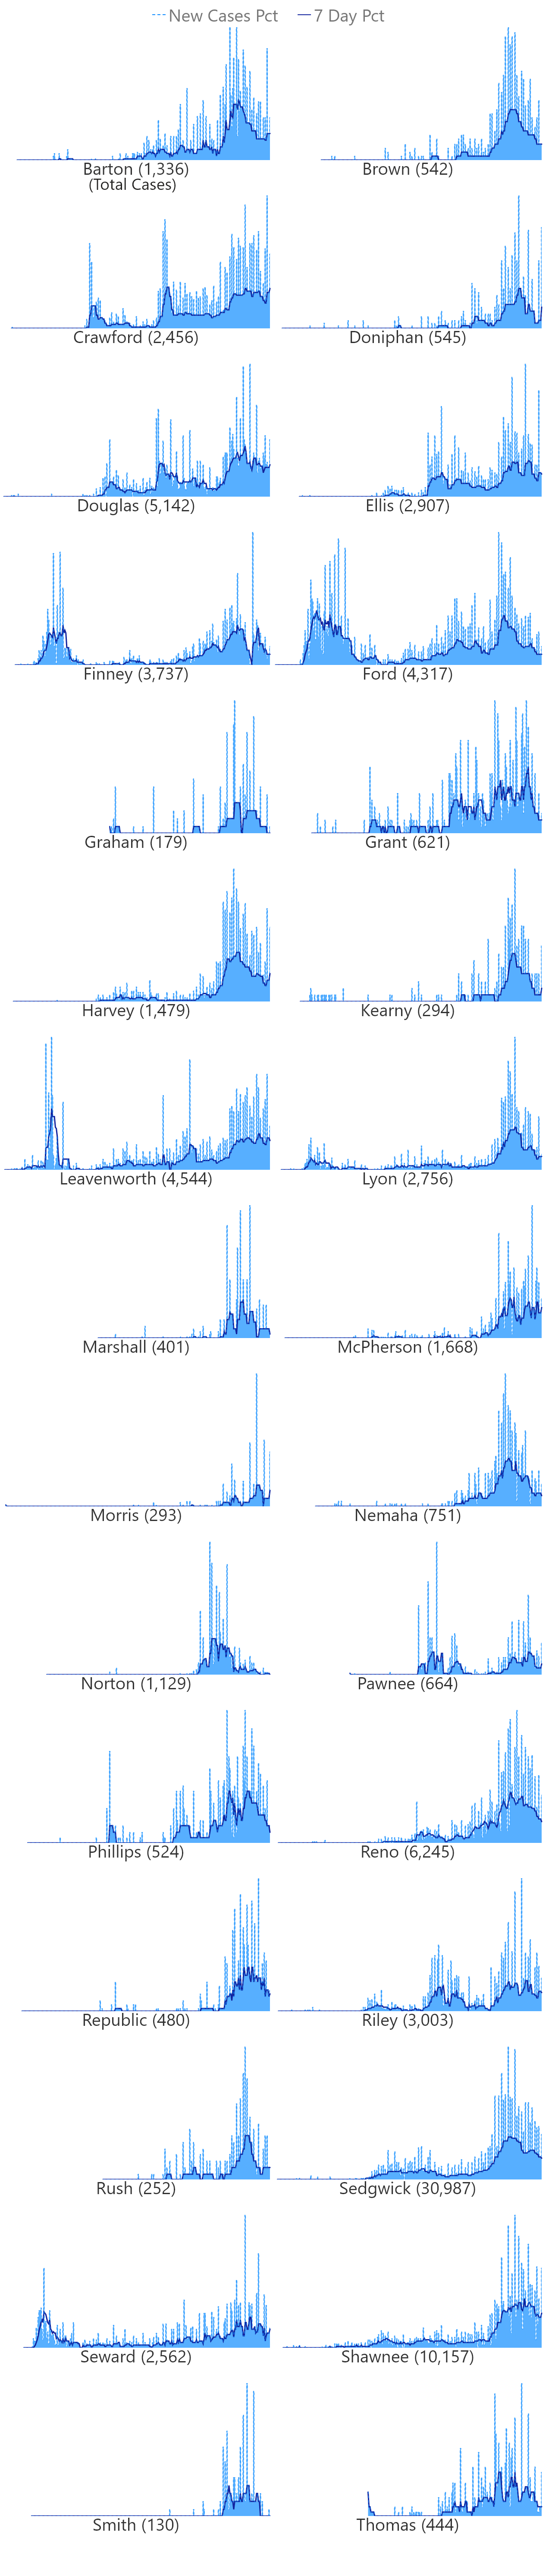 New Cases Pct 7 Day Pct
Barton (1,336) Brown (542)
(Total Cases)
Crawford (2,456) Doniphan (545)
Douglas (5,142) Ellis (2,907)
Finney (3,737) Ford (4,317)
Graham (179) Grant (621)
Harvey (1,479) Kearny (294)
Leavenworth (4,544) Lyon (2,756)
Marshall (401) McPherson (1,668)
Morris (293) Nemaha (751)
Norton (1,129) Pawnee (664)
Phillips (524) Reno (6,245)
Republic (480) Riley (3,003)
Rush (252) Sedgwick (30,987)
Seward (2,562) Shawnee (10,157)
Smith (130) Thomas (444)